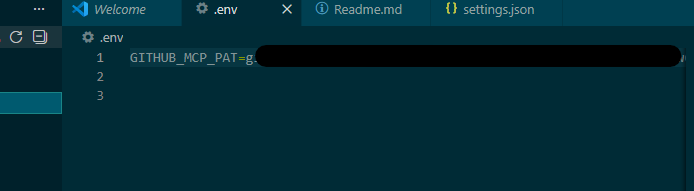 ... Welcome .env Readme.md {} settings.json
.env
1 GITHUB_MCP_PAT=g
2
3